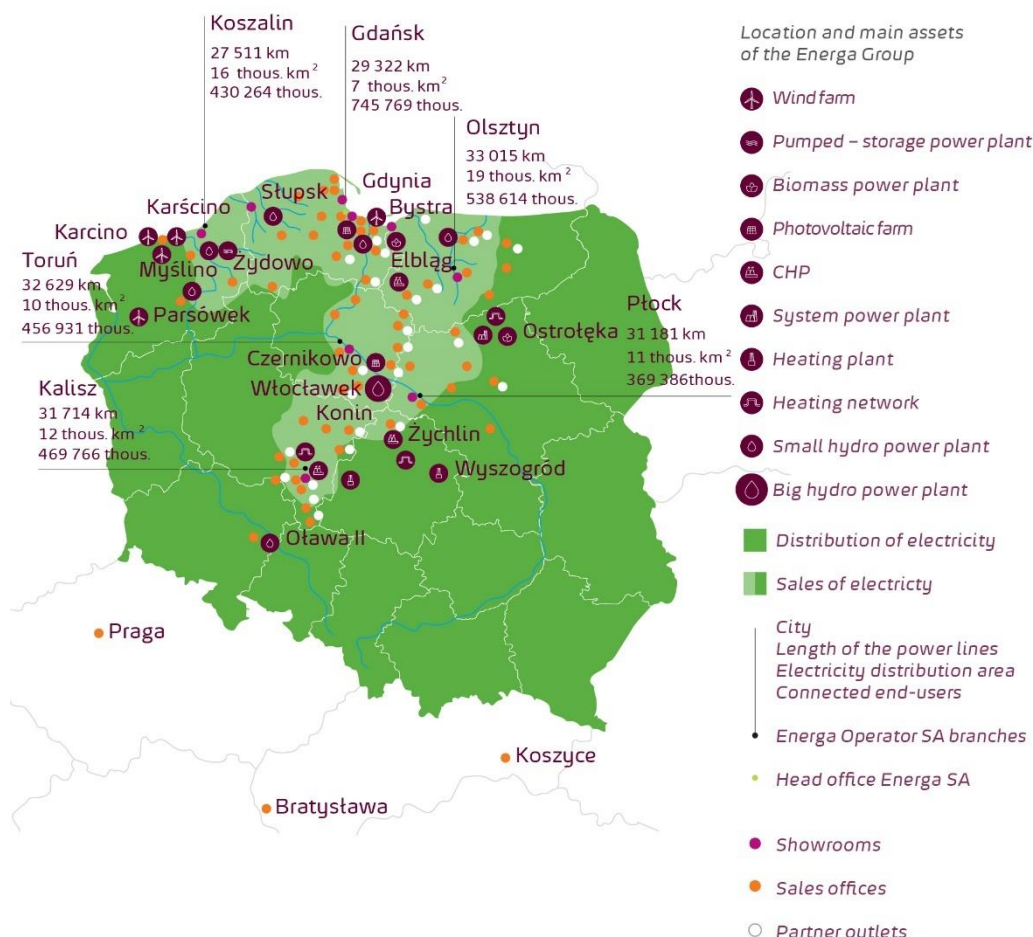 Koszalin
27 511 km
16 thous. km²
430 264 thous.
Gdańsk
29 322 km
7 thous. km²
745 769 thous.
Olsztyn
33 015 km
19 thous. km²
538 614 thous.
Słupsk
Gdynia
Bystra
Karścino
Karcino
Elbląg
Myślino
Żydowo
Toruń
32 629 km
10 thous. km²
456 931 thous.
Parsówek
Płock
31 181 km
11 thous. km²
369 386thous.
Ostrołęka
Czernikowo
Włocławek
Kalisz
31 714 km
12 thous. km²
469 766 thous.
Konin
Żychlin
Wyszogród
Oława II
Praga
Koszyce
Bratysława
Location and main assets
of the Energa Group
Wind farm
Pumped – storage power plant
Biomass power plant
Photovoltaic farm
CHP
System power plant
Heating plant
Heating network
Small hydro power plant
Big hydro power plant
Distribution of electricity
Sales of electricty
City
Length of the power lines
Electricity distribution area
Connected end-users
Energa Operator SA branches
Head office Energa SA
Showrooms
Sales offices
Partner outlets